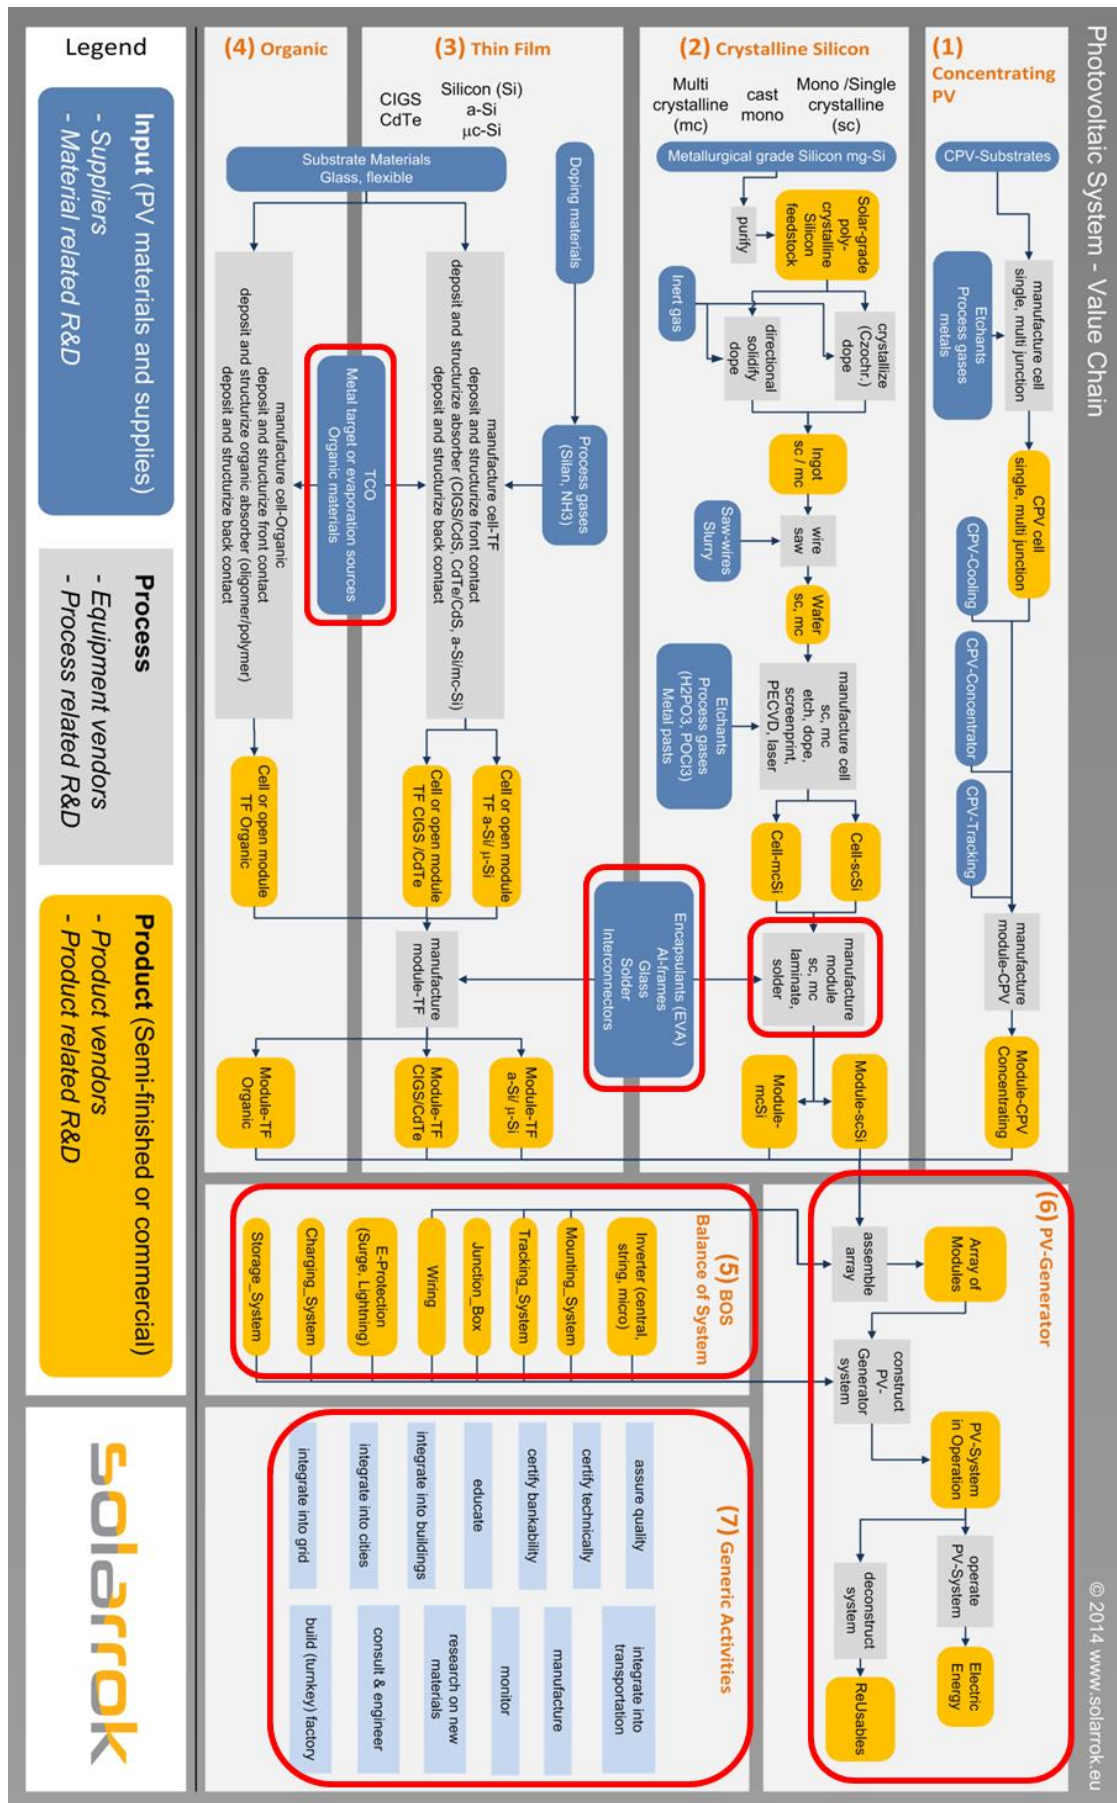 Photovoltaic System - Value Chain
© 2014 www.solarrok.eu
(1)
Concentrating
PV
CPV-Substrates
manufacture cell
single, multi junction
Etchants
Process gases
metals
CPV cell
single, multi junction
CPV-Cooling
CPV-Concentrator
CPV-Tracking
manufacture
module-CPV
Module-CPV
Concentrating
(2) Crystalline Silicon
Multi
crystalline
(mc)
cast
mono
Mono /Single
crystalline
(sc)
Metallurgical grade Silicon mg-Si
purify
Solar-grade
poly-
crystalline
Silicon
feedstock
Inert gas
directional
solidify
dope
crystallize
(Czochr.)
dope
Ingot
sc / mc
Saw-wires
Slurry
wire
saw
Wafer
sc, mc
Etchants
Process gases
(H2PO3, POCl3)
Metal pasts
manufacture cell
sc, mc
etch, dope,
screenprint,
PECVD, laser
Cell-mcSi
Cell-scSi
manufacture
module
sc, mc
laminate,
solder
Encapsulants (EVA)
Al-frames
Glass
Solder
Interconnectors
Module-
mcSi
Module-scSi
(3) Thin Film
CIGS
CdTe
Silicon (Si)
a-Si
μc-Si
Substrate Materials
Glass, flexible
Doping materials
Process gases
(Silan, NH3)
manufacture cell-TF
deposit and structurize front contact
deposit and structurize absorber (CIGS/CdS, CdTe/CdS, a-Si/mc-Si)
deposit and structurize back contact
TCO
Metal target or evaporation sources
Organic materials
Cell or open module
TF a-Si/ μ-Si
Cell or open module
TF CIGS /CdTe
manufacture
module-TF
Module-TF
a-Si/ μ-Si
Module-TF
CIGS/CdTe
(4) Organic
manufacture cell-Organic
deposit and structurize front contact
deposit and structurize organic absorber (oligomer/polymer)
deposit and structurize back contact
Cell or open module
TF Organic
Module-TF
Organic
(5) BOS
Balance of System
Inverter (central,
string, micro)
Mounting_System
Tracking_System
Junction_Box
Wiring
E-Protection
(Surge, Lightning)
Charging_System
Storage_System
(6) PV-Generator
assemble
array
Array of
Modules
construct
PV-
Generator
system
PV-System
in Operation
operate
PV-System
Electric
Energy
deconstruct
system
ReUsables
(7) Generic Activities
assure quality
certify technically
certify bankability
educate
integrate into buildings
integrate into cities
integrate into grid
integrate into
transportation
manufacture
monitor
research on new
materials
consult & engineer
build (turnkey) factory
Legend
Input (PV materials and supplies)
- Suppliers
- Material related R&D
Process
- Equipment vendors
- Process related R&D
Product (Semi-finished or commercial)
- Product vendors
- Product related R&D
solarrok